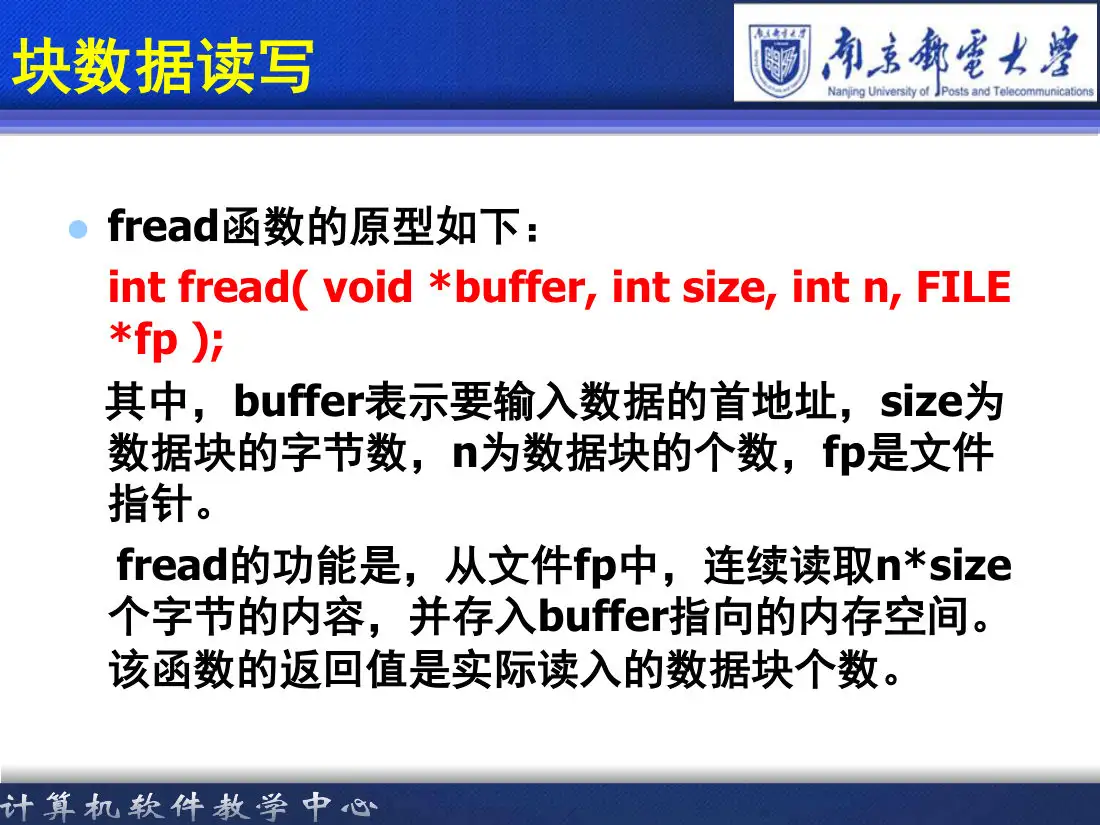 块数据读写
南京邮电大学
Nanjing University of Posts and Telecommunications
fread函数的原型如下：
int fread( void *buffer, int size, int n, FILE
*fp );
其中，buffer表示要输入数据的首地址，size为
数据块的字节数，n为数据块的个数，fp是文件
指针。
fread的功能是，从文件fp中，连续读取n*size
个字节的内容，并存入buffer指向的内存空间。
该函数的返回值是实际读入的数据块个数。
计算机软件教学中心